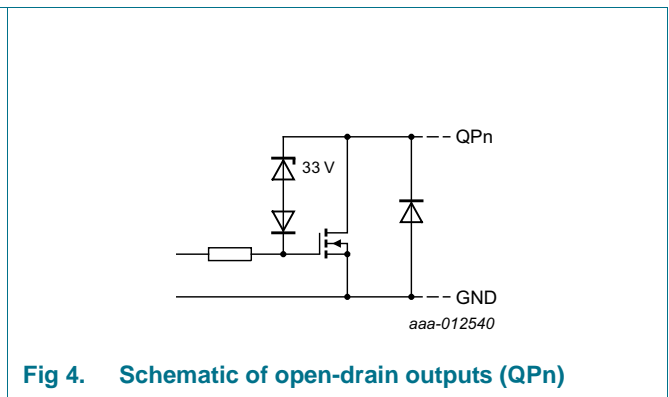 QPn
33 V
GND
aaa-012540
Fig 4. Schematic of open-drain outputs (QPn)